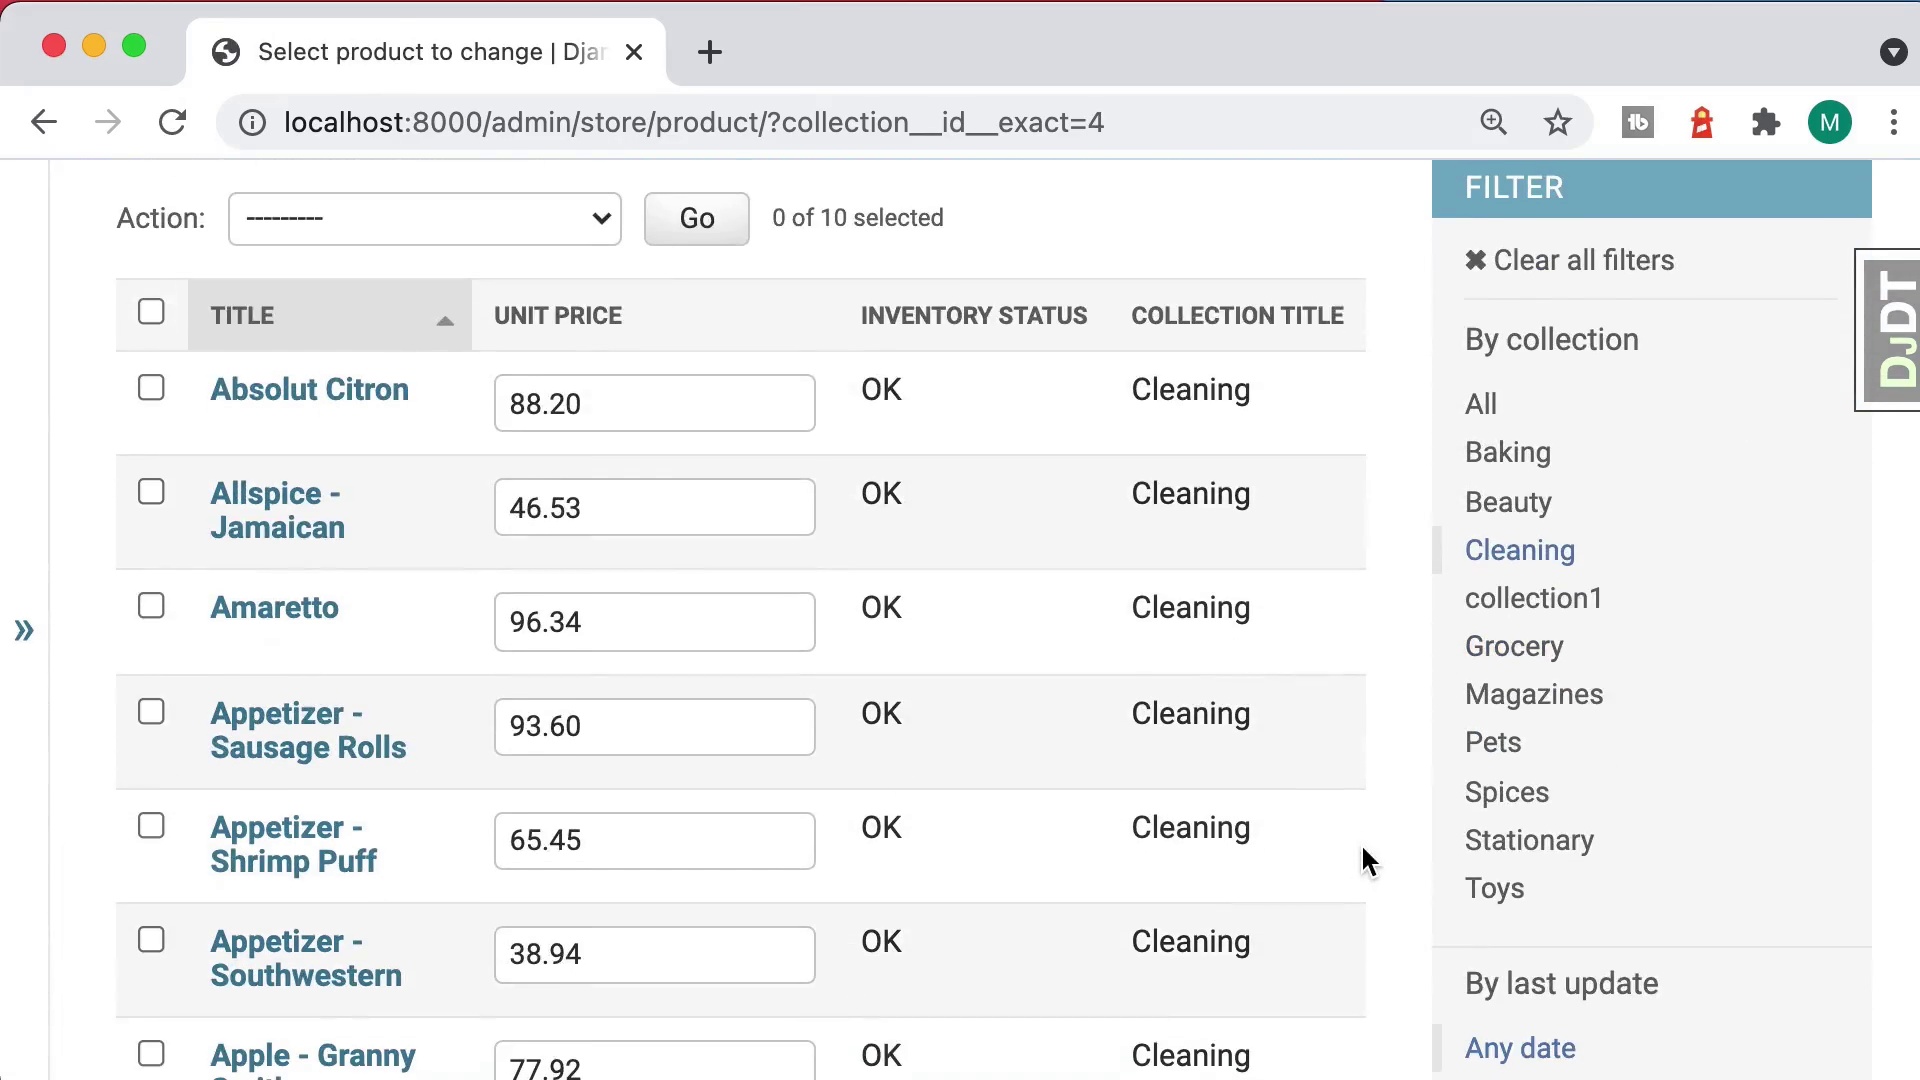 Select product to change | Djan
localhost:8000/admin/store/product/?collection__id__exact=4
M
Action: --------- Go 0 of 10 selected
TITLE UNIT PRICE INVENTORY STATUS COLLECTION TITLE
Absolut Citron 88.20 OK Cleaning
Allspice - 46.53 OK Cleaning
Jamaican
Amaretto 96.34 OK Cleaning
Appetizer - 93.60 OK Cleaning
Sausage Rolls
Appetizer - 65.45 OK Cleaning
Shrimp Puff
Appetizer - 38.94 OK Cleaning
Southwestern
Apple - Granny 77.92 OK Cleaning
FILTER
✖ Clear all filters
By collection
All
Baking
Beauty
Cleaning
collection1
Grocery
Magazines
Pets
Spices
Stationary
Toys
By last update
Any date
DJDT